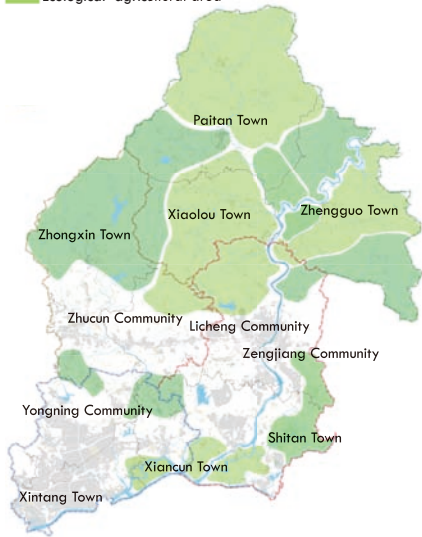 Ecological agricultural area
Paitan Town
Xiaolou Town
Zhengguo Town
Zhongxin Town
Zhucun Community
Licheng Community
Zengjiang Community
Yongning Community
Shitan Town
Xiancun Town
Xintang Town